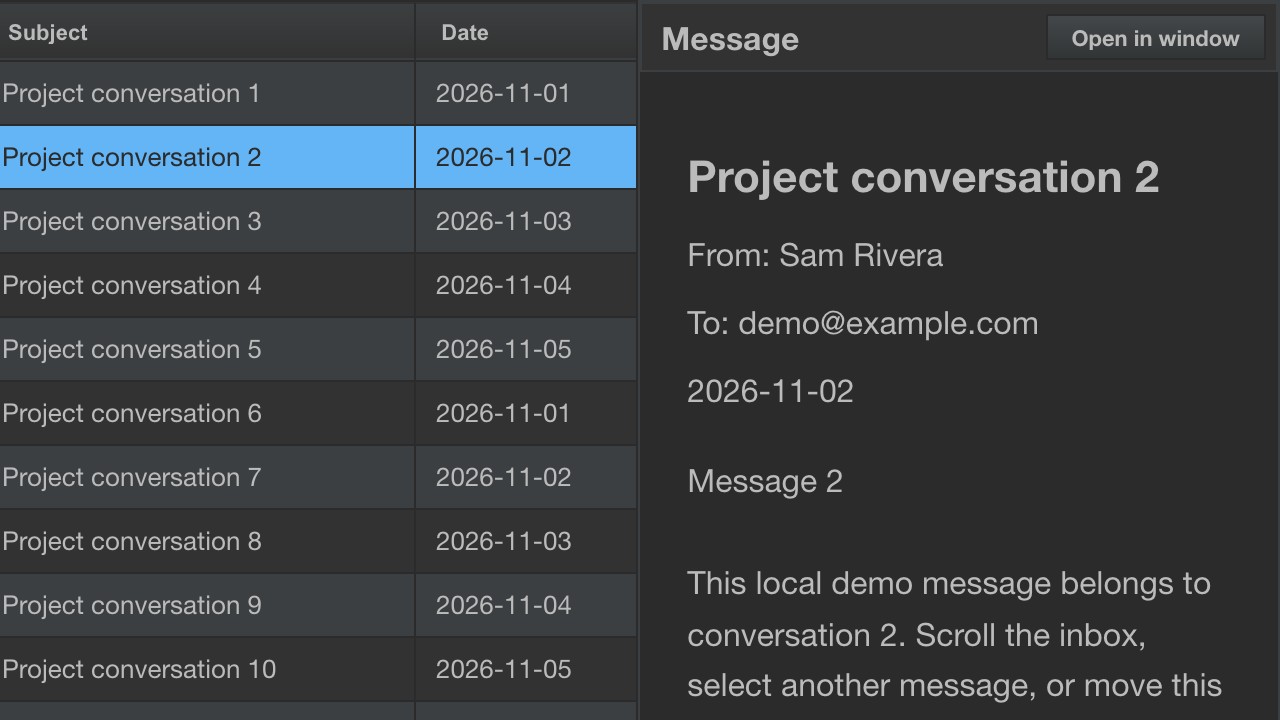 Subject Date
Project conversation 1 2026-11-01
Project conversation 2 2026-11-02
Project conversation 3 2026-11-03
Project conversation 4 2026-11-04
Project conversation 5 2026-11-05
Project conversation 6 2026-11-01
Project conversation 7 2026-11-02
Project conversation 8 2026-11-03
Project conversation 9 2026-11-04
Project conversation 10 2026-11-05
Message Open in window
Project conversation 2
From: Sam Rivera
To: demo@example.com
2026-11-02
Message 2
This local demo message belongs to
conversation 2. Scroll the inbox,
select another message, or move this